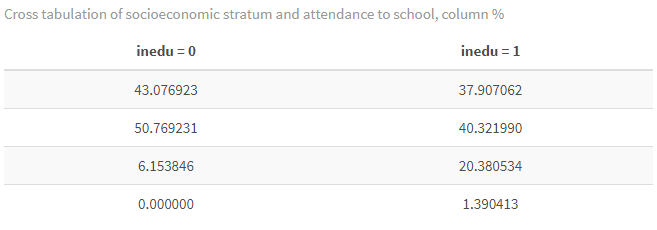 Cross tabulation of socioeconomic stratum and attendance to school, column %
inedu = 0 inedu = 1
43.076923 37.907062
50.769231 40.321990
6.153846 20.380534
0.000000 1.390413